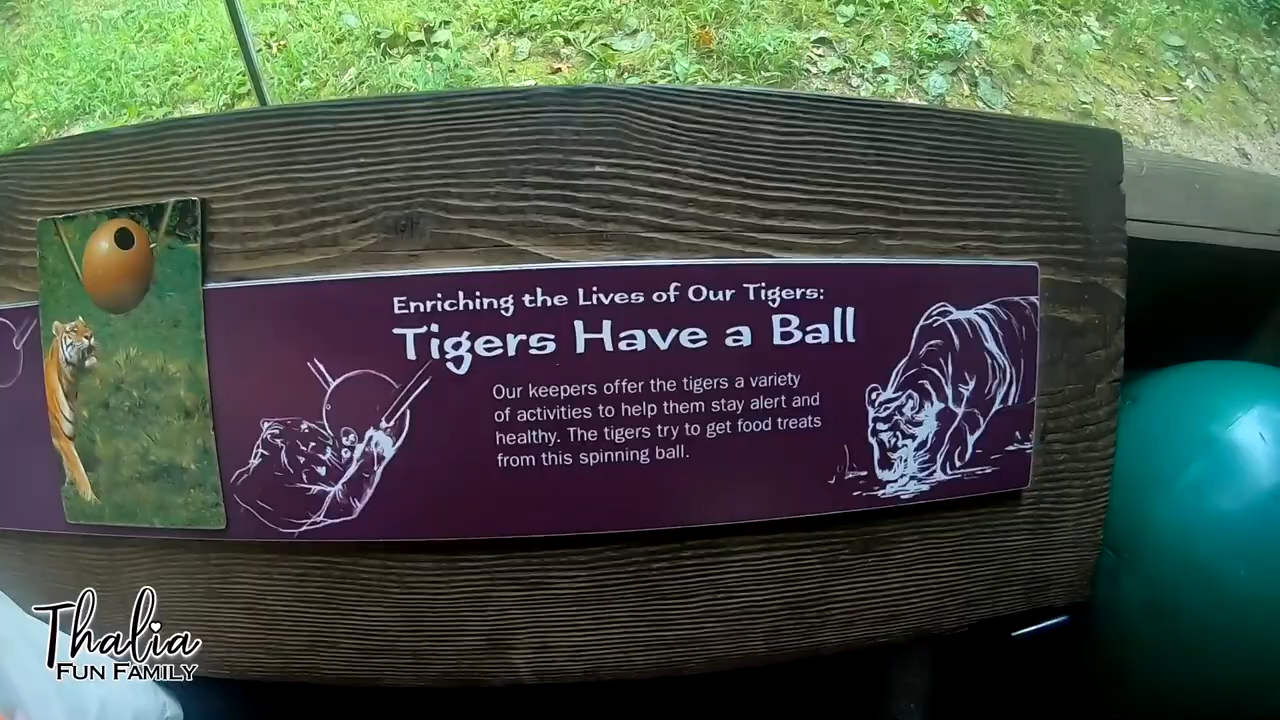 Enriching the Lives of Our Tigers:
Tigers Have a Ball
Our keepers offer the tigers a variety
of activities to help them stay alert and
healthy. The tigers try to get food treats
from this spinning ball.
Thalia
FUN FAMILY